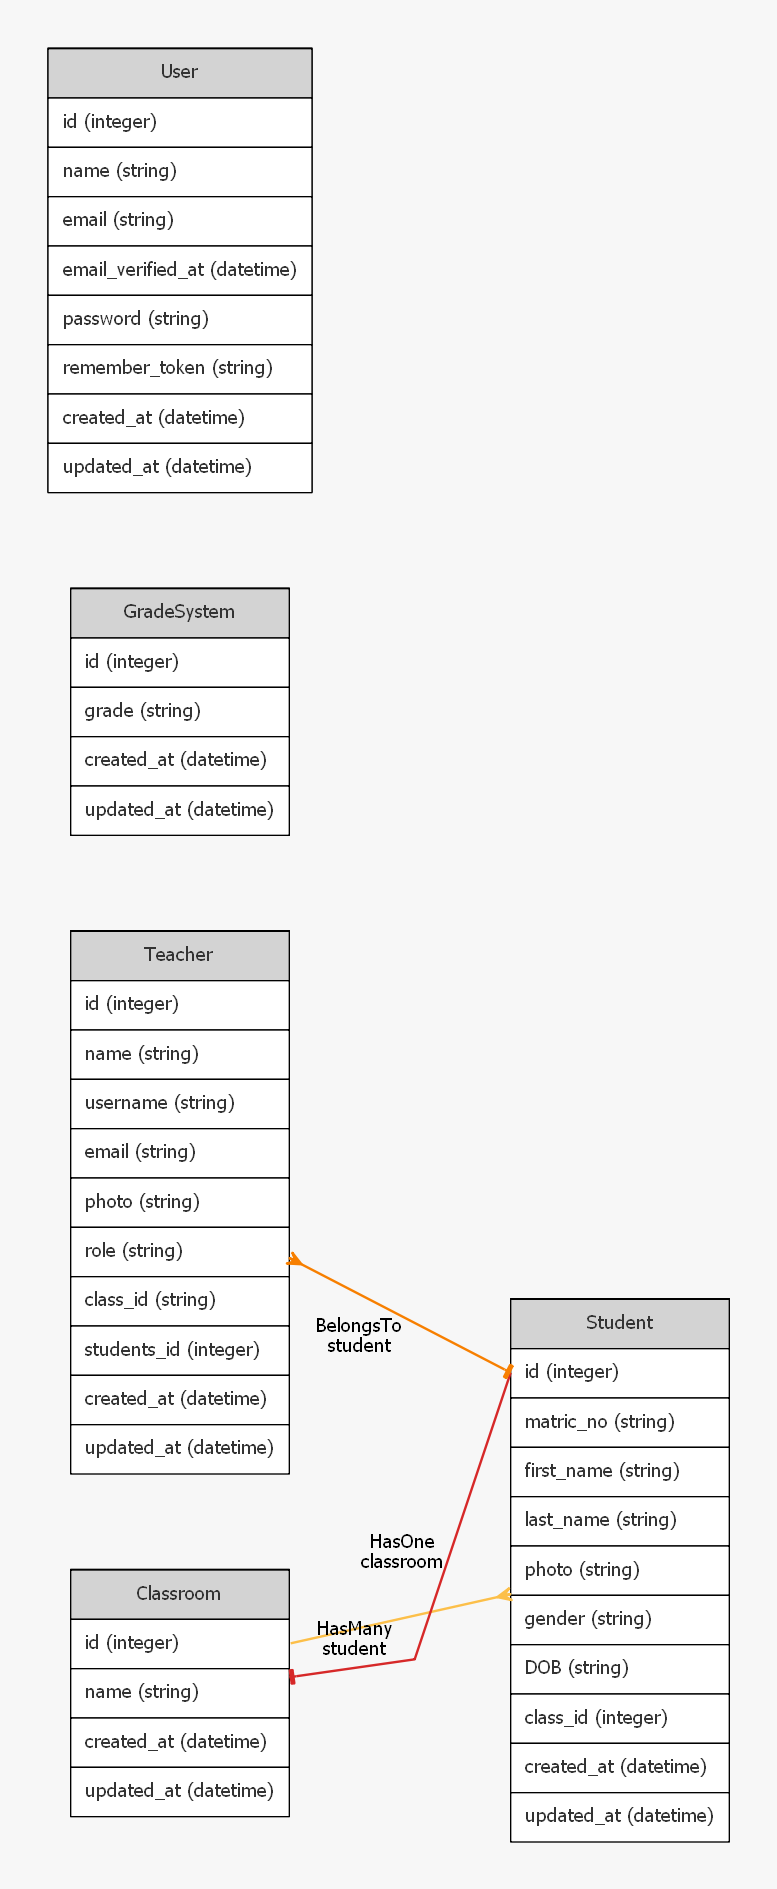 User
id (integer)
name (string)
email (string)
email_verified_at (datetime)
password (string)
remember_token (string)
created_at (datetime)
updated_at (datetime)
GradeSystem
id (integer)
grade (string)
created_at (datetime)
updated_at (datetime)
Teacher
id (integer)
name (string)
username (string)
email (string)
photo (string)
role (string)
class_id (string)
students_id (integer)
created_at (datetime)
updated_at (datetime)
BelongsTo
student
Student
id (integer)
matric_no (string)
first_name (string)
last_name (string)
photo (string)
gender (string)
DOB (string)
class_id (integer)
created_at (datetime)
updated_at (datetime)
HasOne
classroom
HasMany
student
Classroom
id (integer)
name (string)
created_at (datetime)
updated_at (datetime)